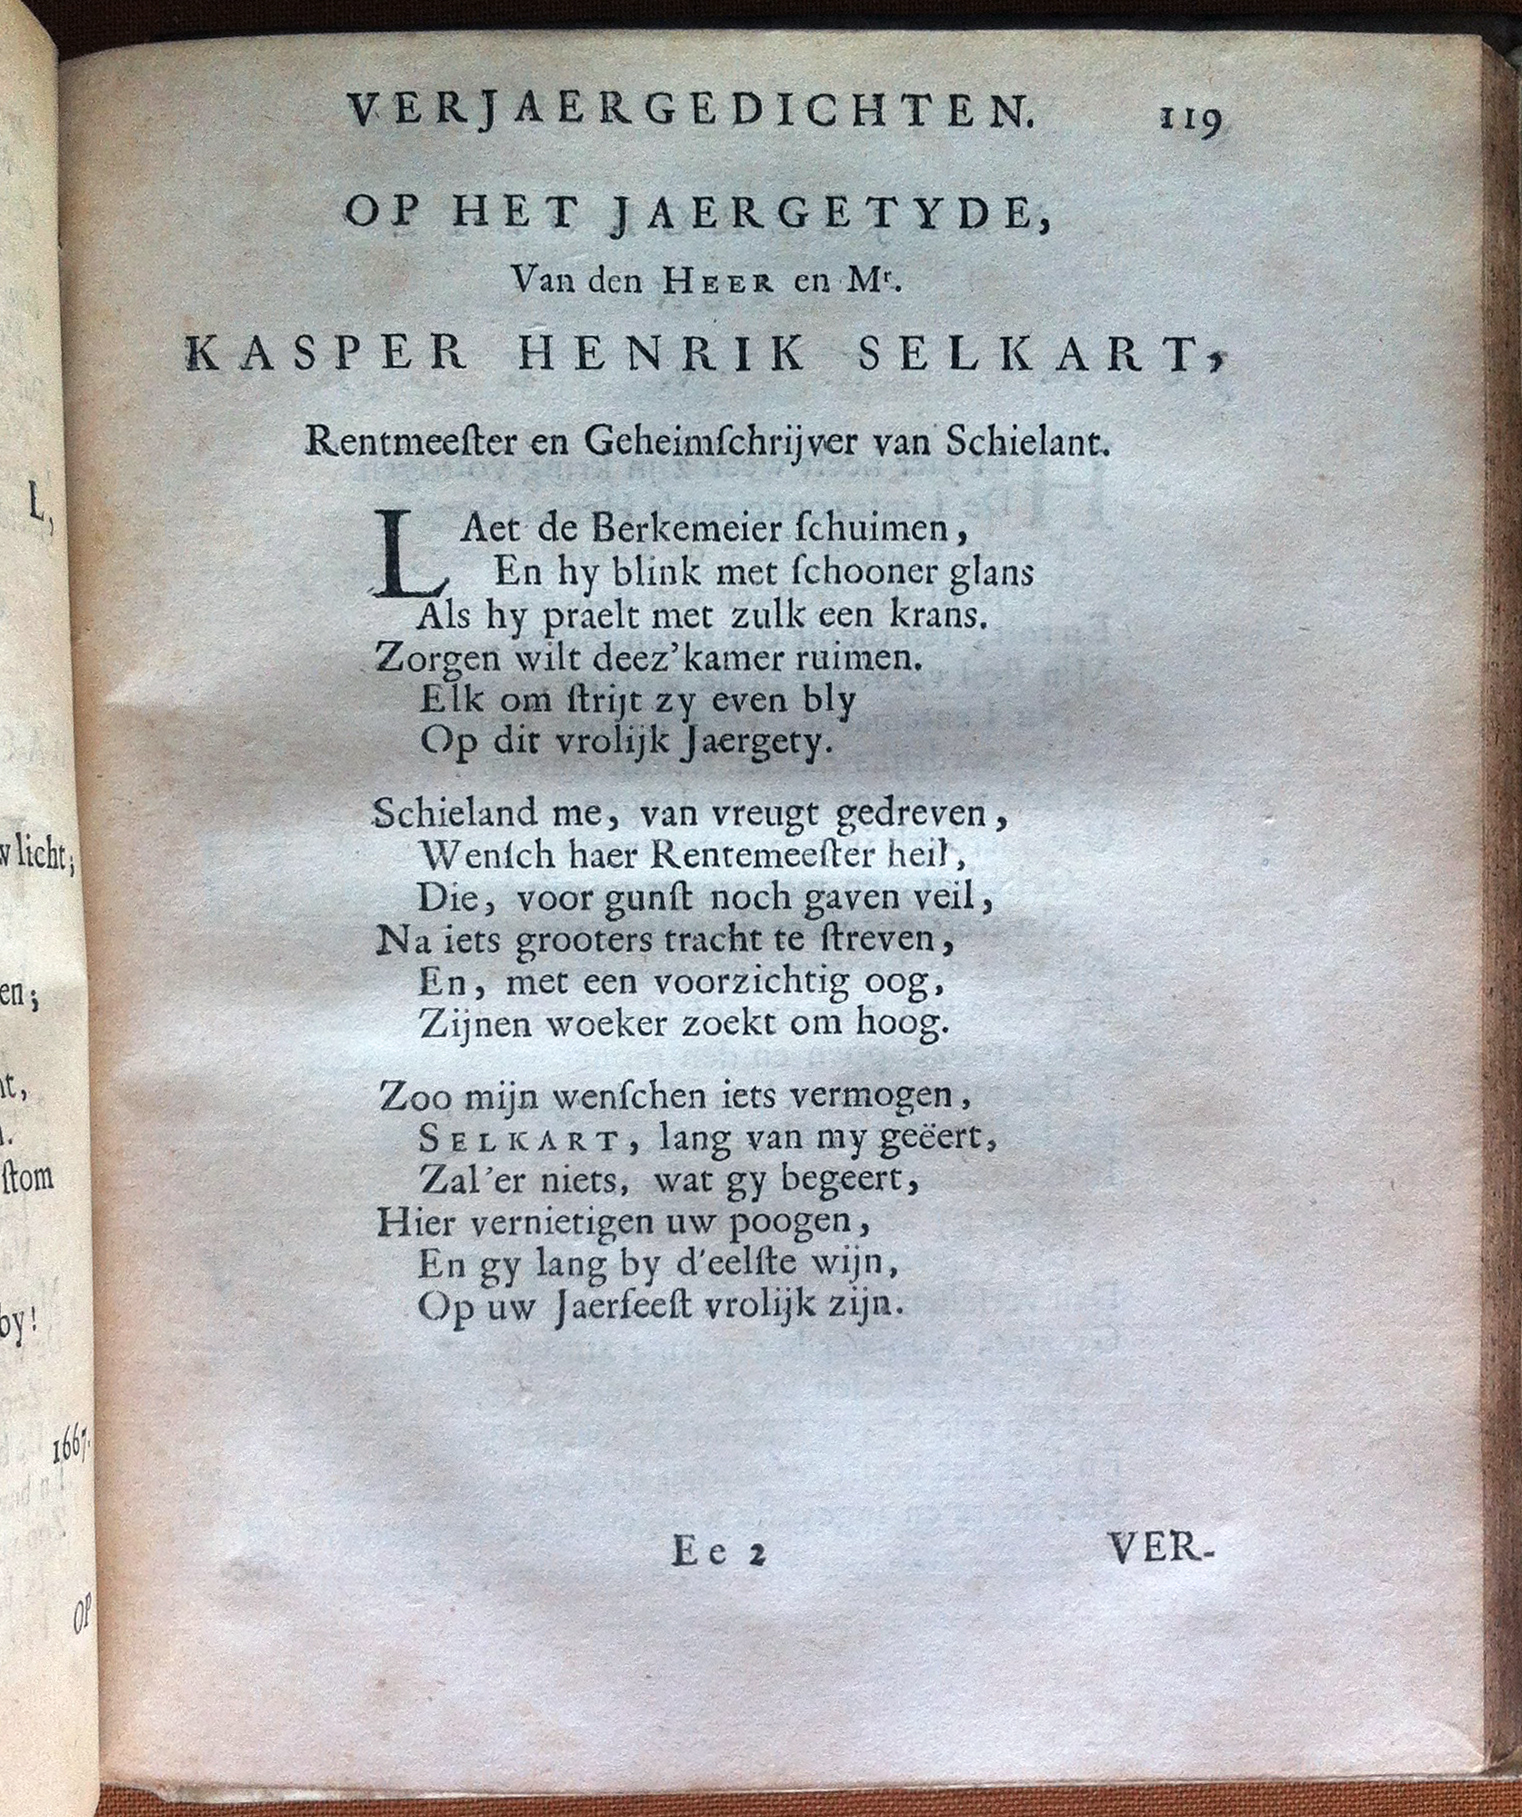 VERJAERGEDICHTEN. 119
OP HET JAERGETYDE,
Van den HEER en Mr.
KASPER HENRIK SELKART,
Rentmeeſter en Geheimſchrijver van Schielant.
LAet de Berkemeier ſchuimen,
En hy blink met ſchooner glans
Als hy praelt met zulk een krans.
Zorgen wilt deez'kamer ruimen.
Elk om ſtrijt zy even bly
Op dit vrolijk Jaergety.
Schieland me, van vreugt gedreven,
Wenſch haer Rentemeeſter heil,
Die, voor gunſt noch gaven veil,
Na iets grooters tracht te ſtreven,
En, met een voorzichtig oog,
Zijnen woeker zoekt om hoog.
Zoo mijn wenſchen iets vermogen,
SELKART, lang van my geëert,
Zal'er niets, wat gy begeert,
Hier vernietigen uw poogen,
En gy lang by d'eelſte wijn,
Op uw Jaerfeeſt vrolijk zijn.
Ee 2 VER-
L,
licht;
en;
t,
ſtom
by!
1667.
OP